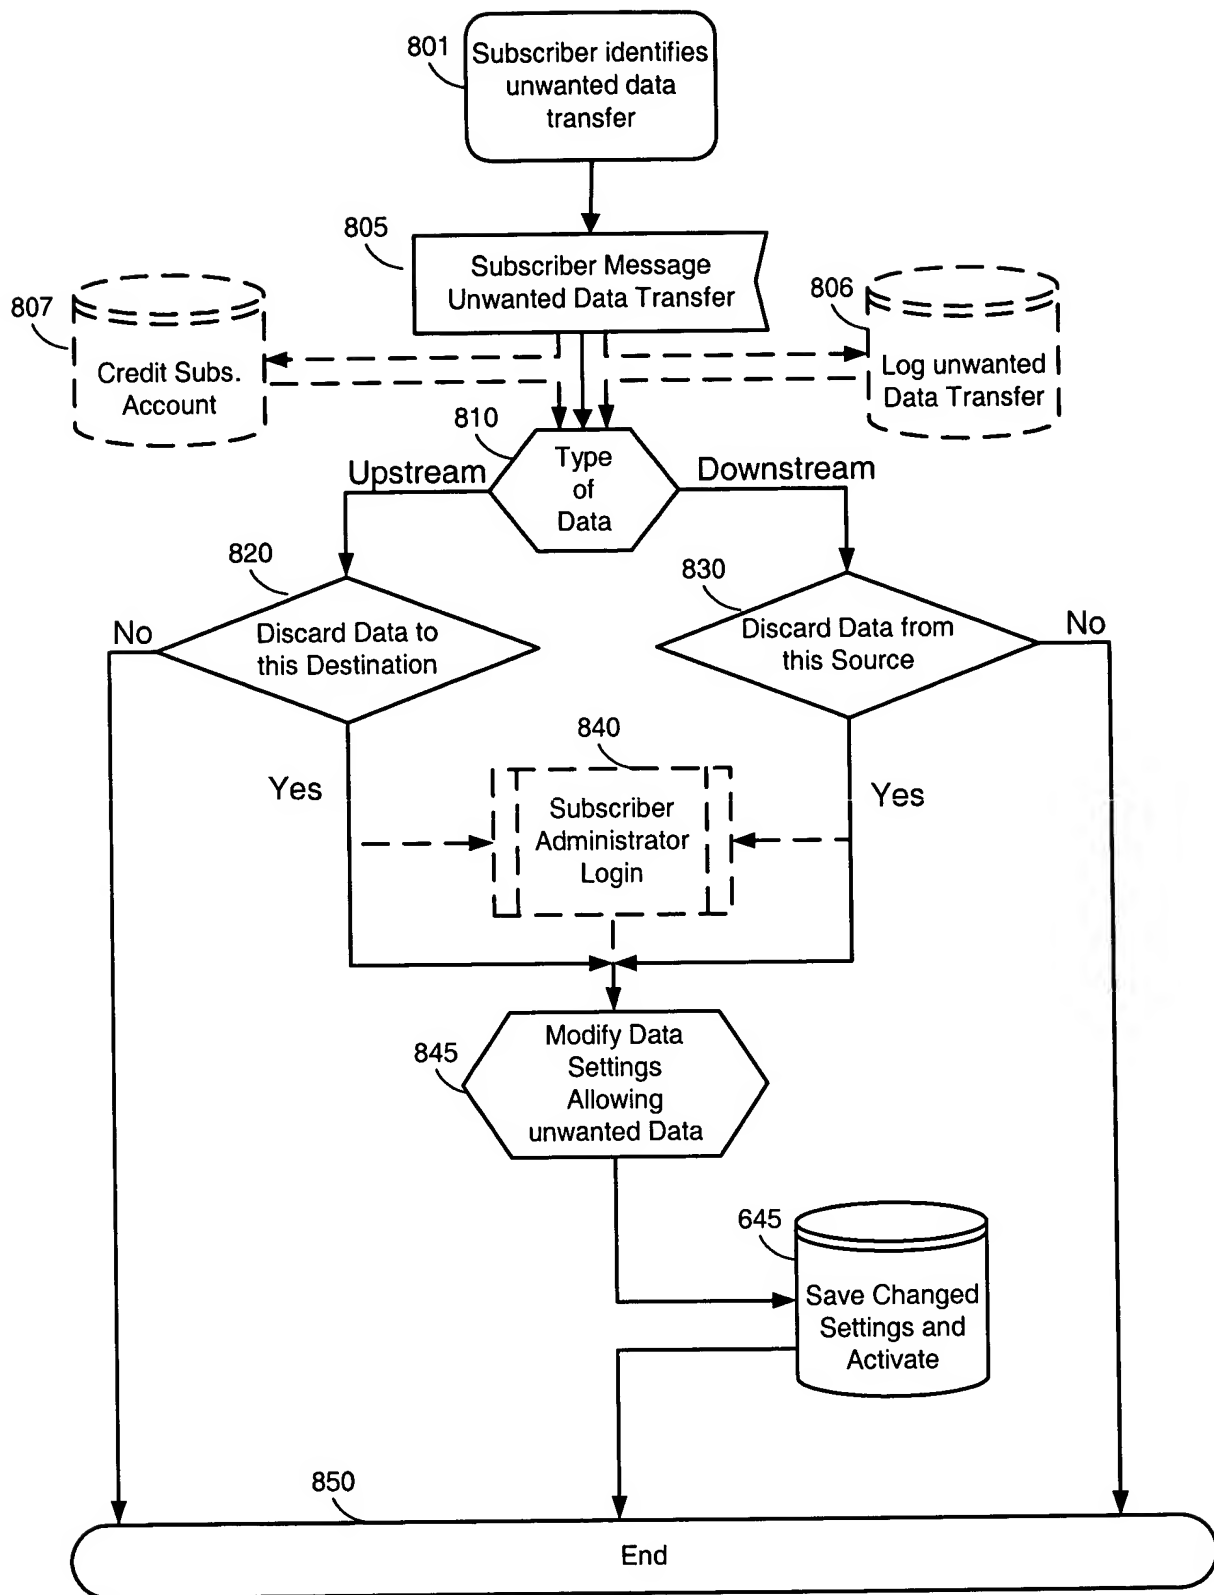 801
Subscriber identifies
unwanted data
transfer
805
Subscriber Message
Unwanted Data Transfer
807
Credit Subs.
Account
806
Log unwanted
Data Transfer
810
Type
of
Data
Upstream
Downstream
820
Discard Data to
this Destination
No
Yes
830
Discard Data from
this Source
No
Yes
840
Subscriber
Administrator
Login
845
Modify Data
Settings
Allowing
unwanted Data
645
Save Changed
Settings and
Activate
850
End